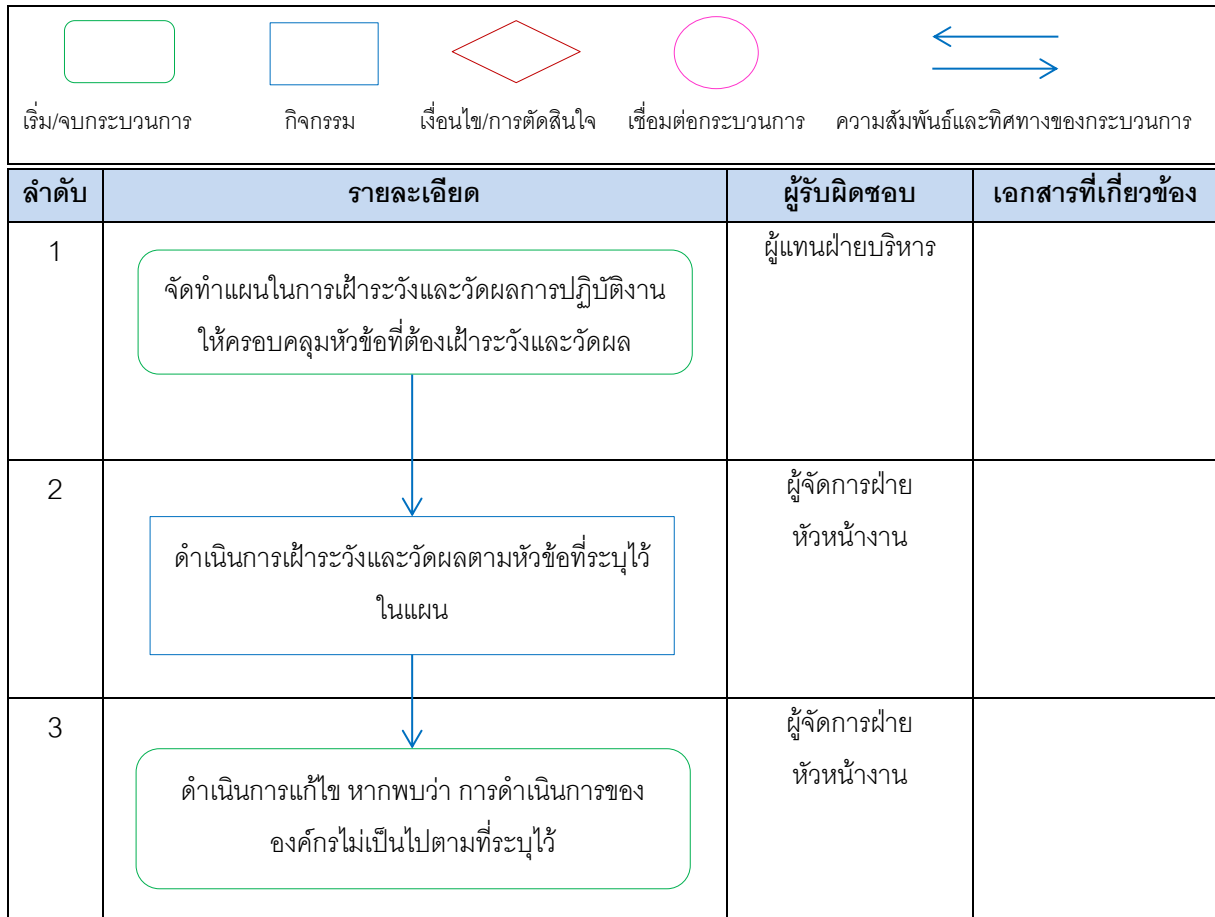 เริ่ม/จบกระบวนการ กิจกรรม เงื่อนไข/การตัดสินใจ เชื่อมต่อกระบวนการ ความสัมพันธ์และทิศทางของกระบวนการ
ลำดับ รายละเอียด ผู้รับผิดชอบ เอกสารที่เกี่ยวข้อง
1 ผู้แทนฝ่ายบริหาร
จัดทำแผนในการเฝ้าระวังและวัดผลการปฏิบัติงาน
ให้ครอบคลุมหัวข้อที่ต้องเฝ้าระวังและวัดผล
2 ผู้จัดการฝ่าย
หัวหน้างาน
ดำเนินการเฝ้าระวังและวัดผลตามหัวข้อที่ระบุไว้
ในแผน
3 ผู้จัดการฝ่าย
หัวหน้างาน
ดำเนินการแก้ไข หากพบว่า การดำเนินการของ
องค์กรไม่เป็นไปตามที่ระบุไว้